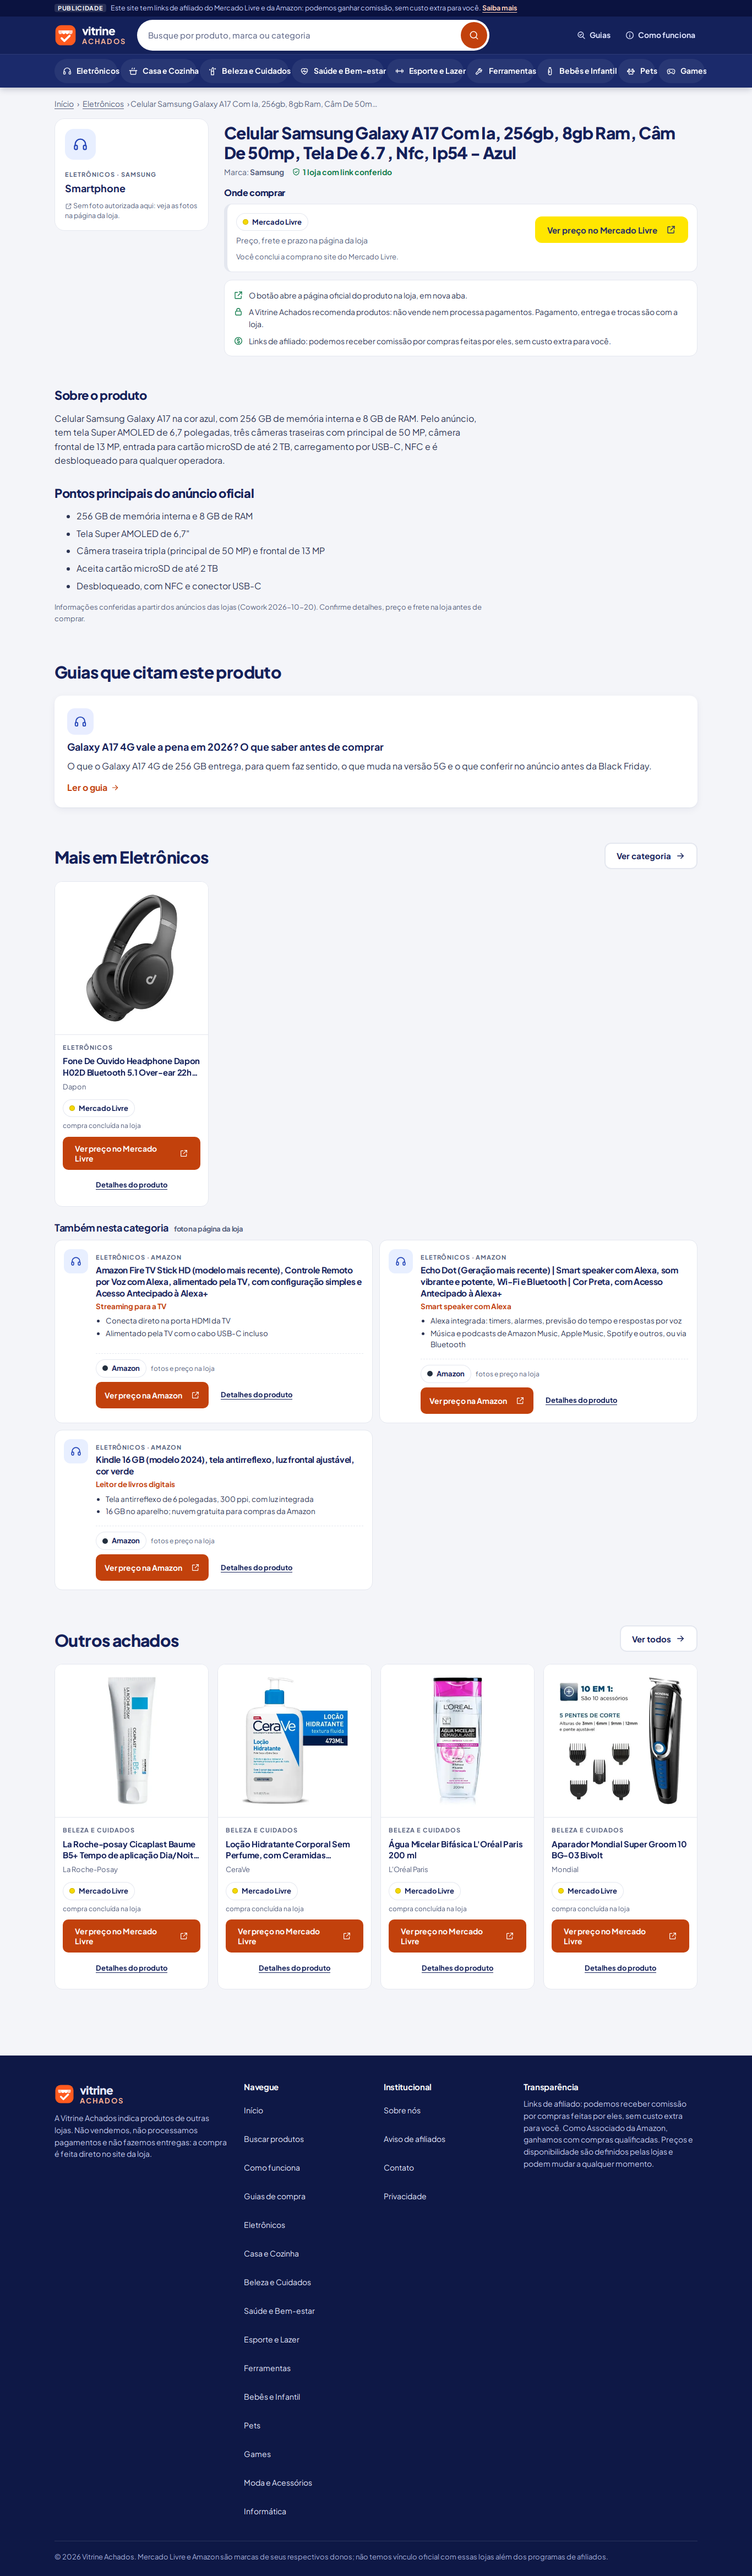 PUBLICIDADE Este site tem links de afiliado do Mercado Livre e da Amazon: podemos ganhar comissão, sem custo extra para você. Saiba mais
vitrine
ACHADOS
Busque por produto, marca ou categoria
Guias
Como funciona
Eletrônicos
Casa e Cozinha
Beleza e Cuidados
Saúde e Bem-estar
Esporte e Lazer
Ferramentas
Bebês e Infantil
Pets
Games
Início › Eletrônicos › Celular Samsung Galaxy A17 Com Ia, 256gb, 8gb Ram, Câm De 50m…
ELETRÔNICOS · SAMSUNG
Smartphone
Sem foto autorizada aqui: veja as fotos
na página da loja.
Celular Samsung Galaxy A17 Com Ia, 256gb, 8gb Ram, Câm
De 50mp, Tela De 6.7 , Nfc, Ip54 - Azul
Marca: Samsung
1 loja com link conferido
Onde comprar
Mercado Livre
Preço, frete e prazo na página da loja
Você conclui a compra no site do Mercado Livre.
Ver preço no Mercado Livre
O botão abre a página oficial do produto na loja, em nova aba.
A Vitrine Achados recomenda produtos: não vende nem processa pagamentos. Pagamento, entrega e trocas são com a
loja.
Links de afiliado: podemos receber comissão por compras feitas por eles, sem custo extra para você.
Sobre o produto
Celular Samsung Galaxy A17 na cor azul, com 256 GB de memória interna e 8 GB de RAM. Pelo anúncio,
tem tela Super AMOLED de 6,7 polegadas, três câmeras traseiras com principal de 50 MP, câmera
frontal de 13 MP, entrada para cartão microSD de até 2 TB, carregamento por USB-C, NFC e é
desbloqueado para qualquer operadora.
Pontos principais do anúncio oficial
256 GB de memória interna e 8 GB de RAM
Tela Super AMOLED de 6,7"
Câmera traseira tripla (principal de 50 MP) e frontal de 13 MP
Aceita cartão microSD de até 2 TB
Desbloqueado, com NFC e conector USB-C
Informações conferidas a partir dos anúncios das lojas (Cowork 2026-10-20). Confirme detalhes, preço e frete na loja antes de
comprar.
Guias que citam este produto
Galaxy A17 4G vale a pena em 2026? O que saber antes de comprar
O que o Galaxy A17 4G de 256 GB entrega, para quem faz sentido, o que muda na versão 5G e o que conferir no anúncio antes da Black Friday.
Ler o guia
Mais em Eletrônicos
Ver categoria
ELETRÔNICOS
Fone De Ouvido Headphone Dapon
H02D Bluetooth 5.1 Over-ear 22h…
Dapon
Mercado Livre
compra concluída na loja
Ver preço no Mercado
Livre
Detalhes do produto
Também nesta categoria foto na página da loja
ELETRÔNICOS · AMAZON
Amazon Fire TV Stick HD (modelo mais recente), Controle Remoto
por Voz com Alexa, alimentado pela TV, com configuração simples e
Acesso Antecipado à Alexa+
Streaming para a TV
Conecta direto na porta HDMI da TV
Alimentado pela TV com o cabo USB-C incluso
Amazon
fotos e preço na loja
Ver preço na Amazon
Detalhes do produto
ELETRÔNICOS · AMAZON
Echo Dot (Geração mais recente) | Smart speaker com Alexa, som
vibrante e potente, Wi-Fi e Bluetooth | Cor Preta, com Acesso
Antecipado à Alexa+
Smart speaker com Alexa
Alexa integrada: timers, alarmes, previsão do tempo e respostas por voz
Música e podcasts de Amazon Music, Apple Music, Spotify e outros, ou via
Bluetooth
Amazon
fotos e preço na loja
Ver preço na Amazon
Detalhes do produto
ELETRÔNICOS · AMAZON
Kindle 16 GB (modelo 2024), tela antirreflexo, luz frontal ajustável,
cor verde
Leitor de livros digitais
Tela antirreflexo de 6 polegadas, 300 ppi, com luz integrada
16 GB no aparelho; nuvem gratuita para compras da Amazon
Amazon
fotos e preço na loja
Ver preço na Amazon
Detalhes do produto
Outros achados
Ver todos
LA ROCHE-POSAY
CICAPLAST
CeraVe
Loção
Hidratante
LOÇÃO
HIDRATANTE
textura fluida
473ML
L'ORÉAL
ÁGUA MICELAR
10 EM 1:
São 10 acessórios
5 PENTES DE CORTE
Alturas de 3mm | 6mm | 9mm | 12mm
BELEZA E CUIDADOS
La Roche-posay Cicaplast Baume
B5+ Tempo de aplicação Dia/Noit…
La Roche-Posay
Mercado Livre
compra concluída na loja
Ver preço no Mercado
Livre
Detalhes do produto
BELEZA E CUIDADOS
Loção Hidratante Corporal Sem
Perfume, com Ceramidas…
CeraVe
Mercado Livre
compra concluída na loja
Ver preço no Mercado
Livre
Detalhes do produto
BELEZA E CUIDADOS
Água Micelar Bifásica L'Oréal Paris
200 ml
L'Oréal Paris
Mercado Livre
compra concluída na loja
Ver preço no Mercado
Livre
Detalhes do produto
BELEZA E CUIDADOS
Aparador Mondial Super Groom 10
BG-03 Bivolt
Mondial
Mercado Livre
compra concluída na loja
Ver preço no Mercado
Livre
Detalhes do produto
vitrine
ACHADOS
A Vitrine Achados indica produtos de outras
lojas. Não vendemos, não processamos
pagamentos e não fazemos entregas: a compra
é feita direto no site da loja.
Navegue
Início
Buscar produtos
Como funciona
Guias de compra
Eletrônicos
Casa e Cozinha
Beleza e Cuidados
Saúde e Bem-estar
Esporte e Lazer
Ferramentas
Bebês e Infantil
Pets
Games
Moda e Acessórios
Informática
Institucional
Sobre nós
Aviso de afiliados
Contato
Privacidade
Transparência
Links de afiliado: podemos receber comissão
por compras feitas por eles, sem custo extra
para você. Como Associado da Amazon,
ganhamos com compras qualificadas. Preços e
disponibilidade são definidos pelas lojas e
podem mudar a qualquer momento.
© 2026 Vitrine Achados. Mercado Livre e Amazon são marcas de seus respectivos donos; não temos vínculo oficial com essas lojas além dos programas de afiliados.